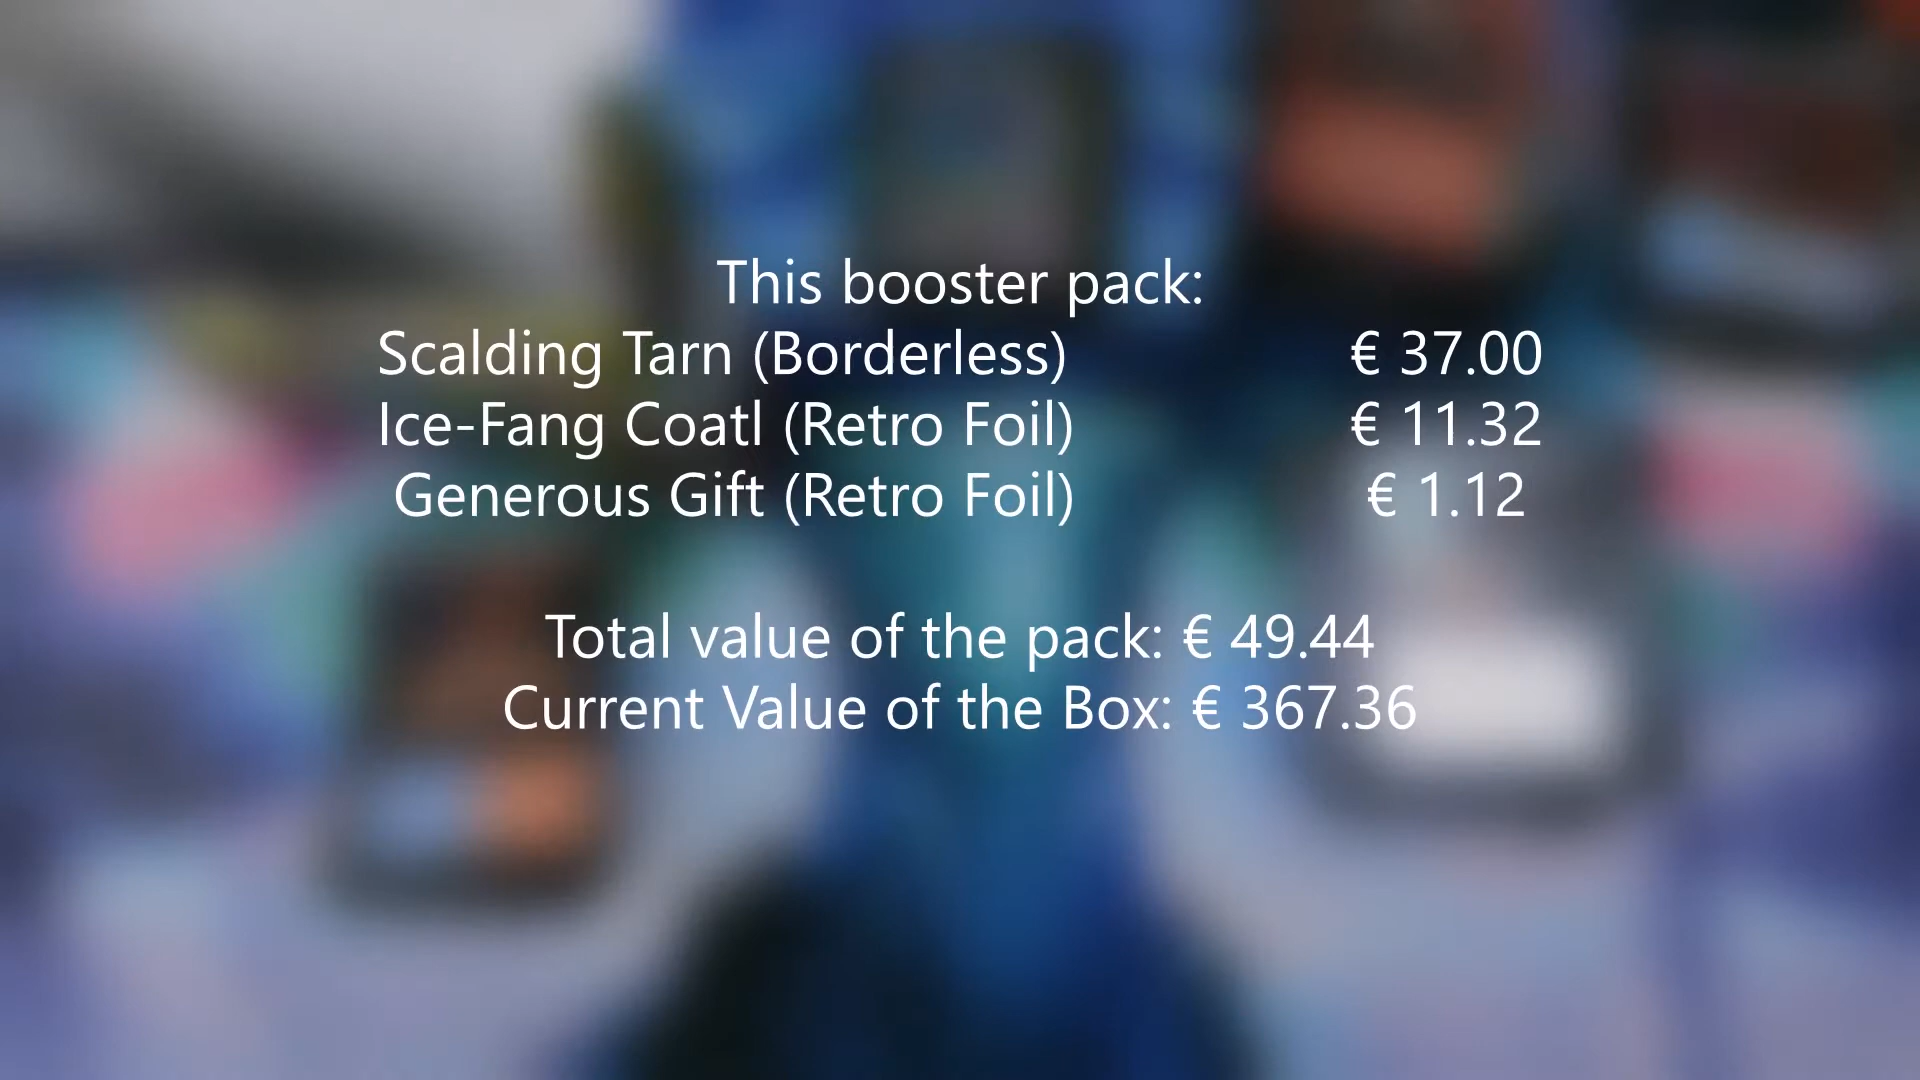 This booster pack:
Scalding Tarn (Borderless) € 37.00
Ice-Fang Coatl (Retro Foil) € 11.32
Generous Gift (Retro Foil) € 1.12
Total value of the pack: € 49.44
Current Value of the Box: € 367.36